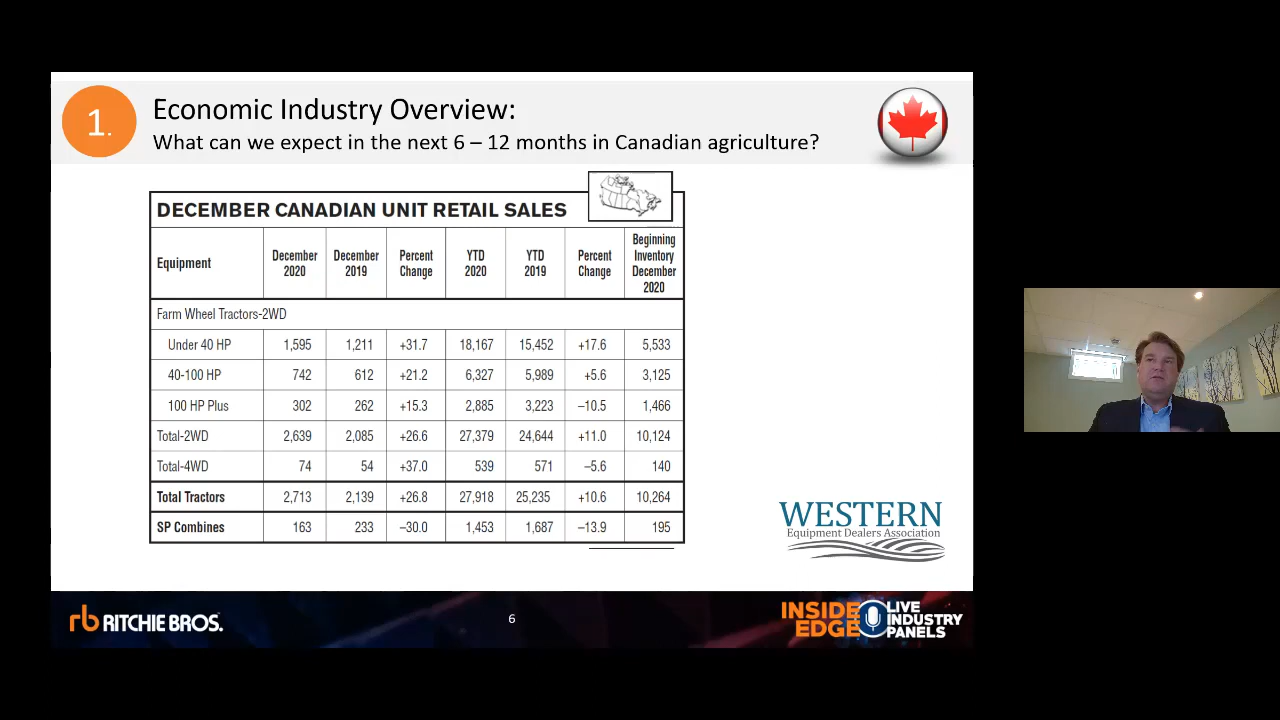 1.
Economic Industry Overview:
What can we expect in the next 6 – 12 months in Canadian agriculture?
DECEMBER CANADIAN UNIT RETAIL SALES
Equipment December 2020 December 2019 Percent Change YTD 2020 YTD 2019 Percent Change Beginning Inventory December 2020
Farm Wheel Tractors-2WD
Under 40 HP 1,595 1,211 +31.7 18,167 15,452 +17.6 5,533
40-100 HP 742 612 +21.2 6,327 5,989 +5.6 3,125
100 HP Plus 302 262 +15.3 2,885 3,223 –10.5 1,466
Total-2WD 2,639 2,085 +26.6 27,379 24,644 +11.0 10,124
Total-4WD 74 54 +37.0 539 571 –5.6 140
Total Tractors 2,713 2,139 +26.8 27,918 25,235 +10.6 10,264
SP Combines 163 233 –30.0 1,453 1,687 –13.9 195
WESTERN
Equipment Dealers Association
rb RITCHIE BROS.
6
INSIDE EDGE
LIVE INDUSTRY PANELS